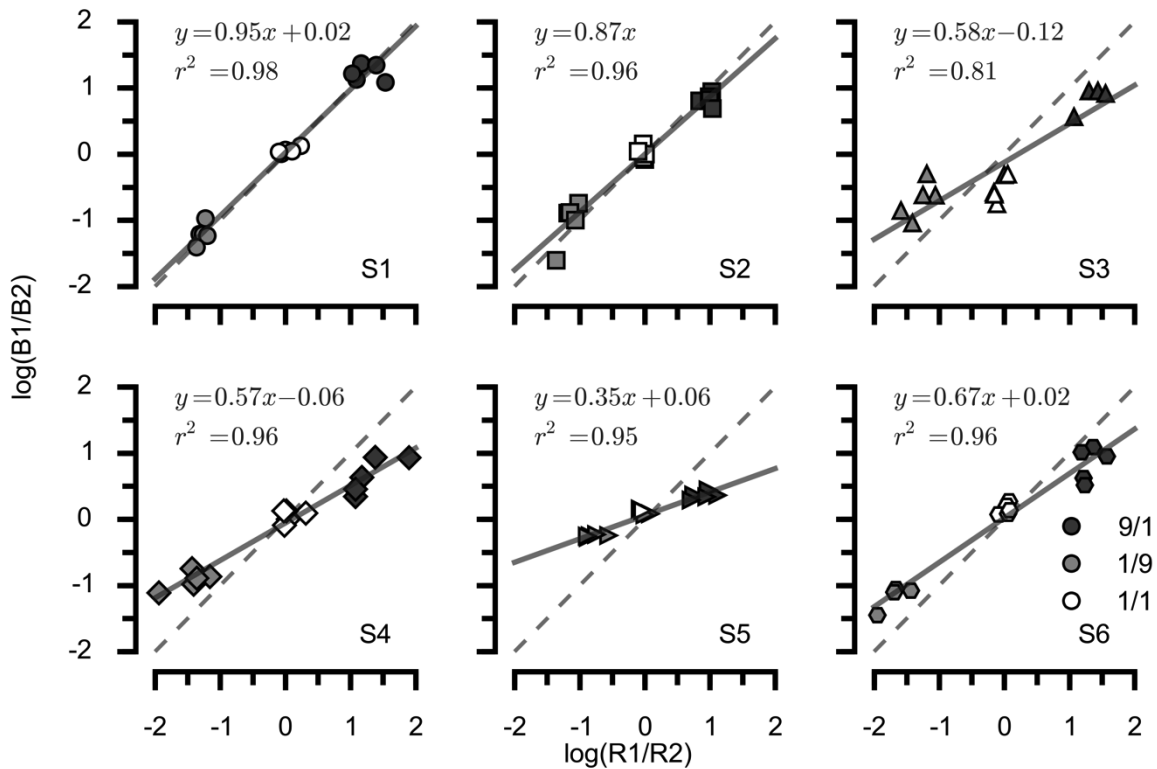 y=0.95x+0.02
r² =0.98
S1
y=0.87x
r² =0.96
S2
y=0.58x−0.12
r² =0.81
S3
2
1
0
-1
-2
log(B1/B2)
y=0.57x−0.06
r² =0.96
S4
y=0.35x+0.06
r² =0.95
S5
y=0.67x+0.02
r² =0.96
9/1
1/9
1/1
S6
2
1
0
-1
-2
-2 -1 0 1 2
-2 -1 0 1 2
-2 -1 0 1 2
log(R1/R2)